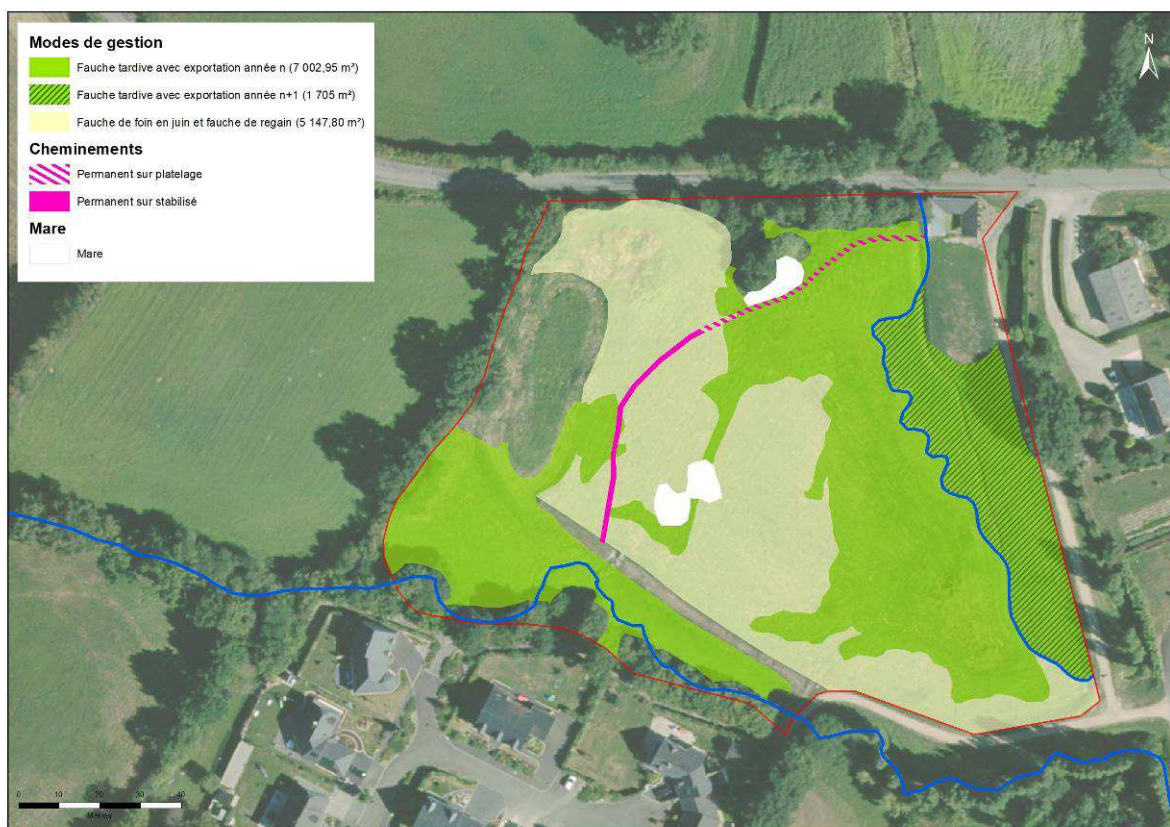 Modes de gestion
Fauche tardive avec exportation année n (7 002,95 m²)
Fauche tardive avec exportation année n+1 (1 705 m²)
Fauche de foin en juin et fauche de regain (5 147,80 m²)
Cheminements
Permanent sur platelage
Permanent sur stabilisé
Mare
Mare
N
0 10 20 30 40
Mètres